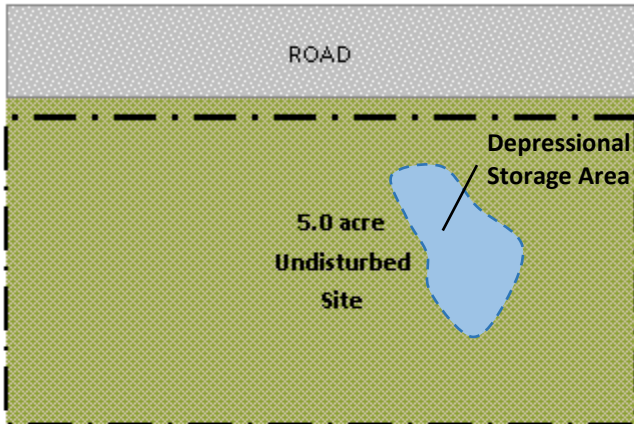 ROAD
Depressional
Storage Area
5.0 acre
Undisturbed
Site